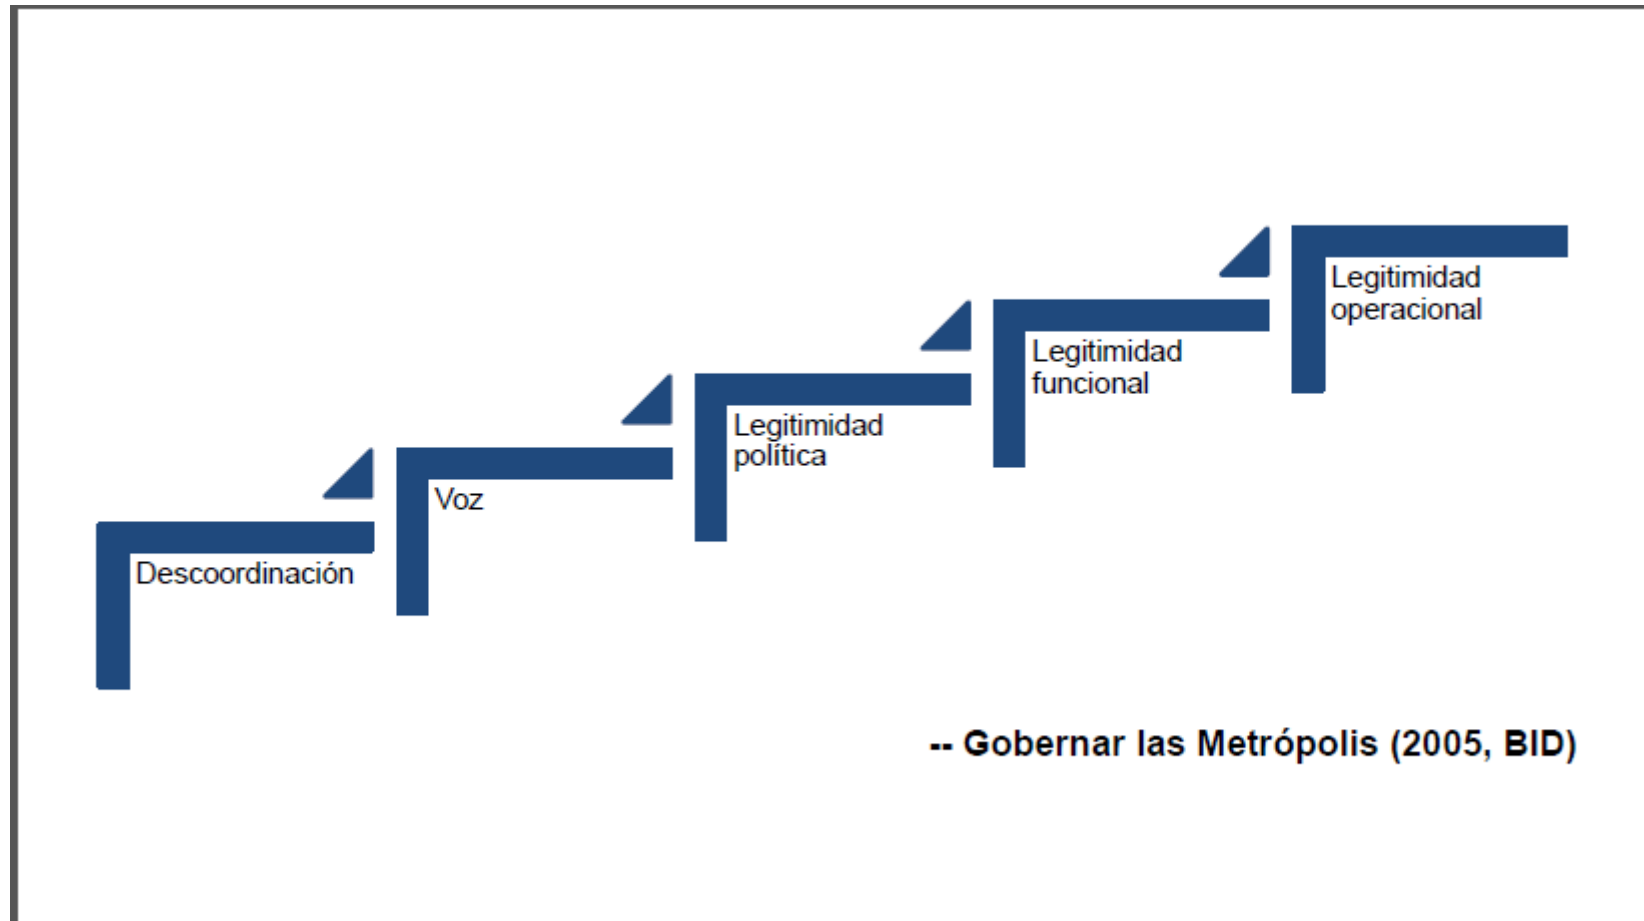 Descoordinación
Voz
Legitimidad
política
Legitimidad
funcional
Legitimidad
operacional
-- Gobernar las Metrópolis (2005, BID)